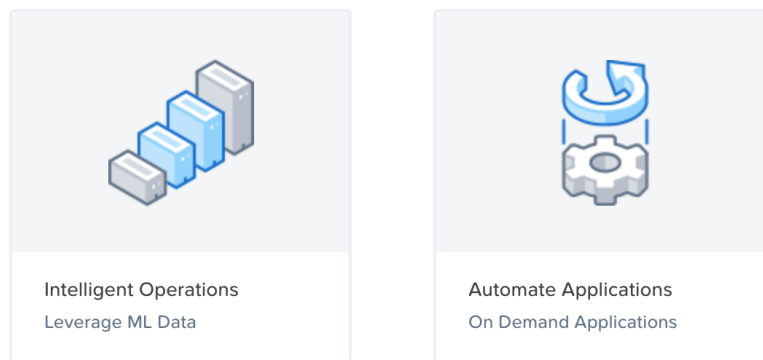 Intelligent Operations
Leverage ML Data
Automate Applications
On Demand Applications